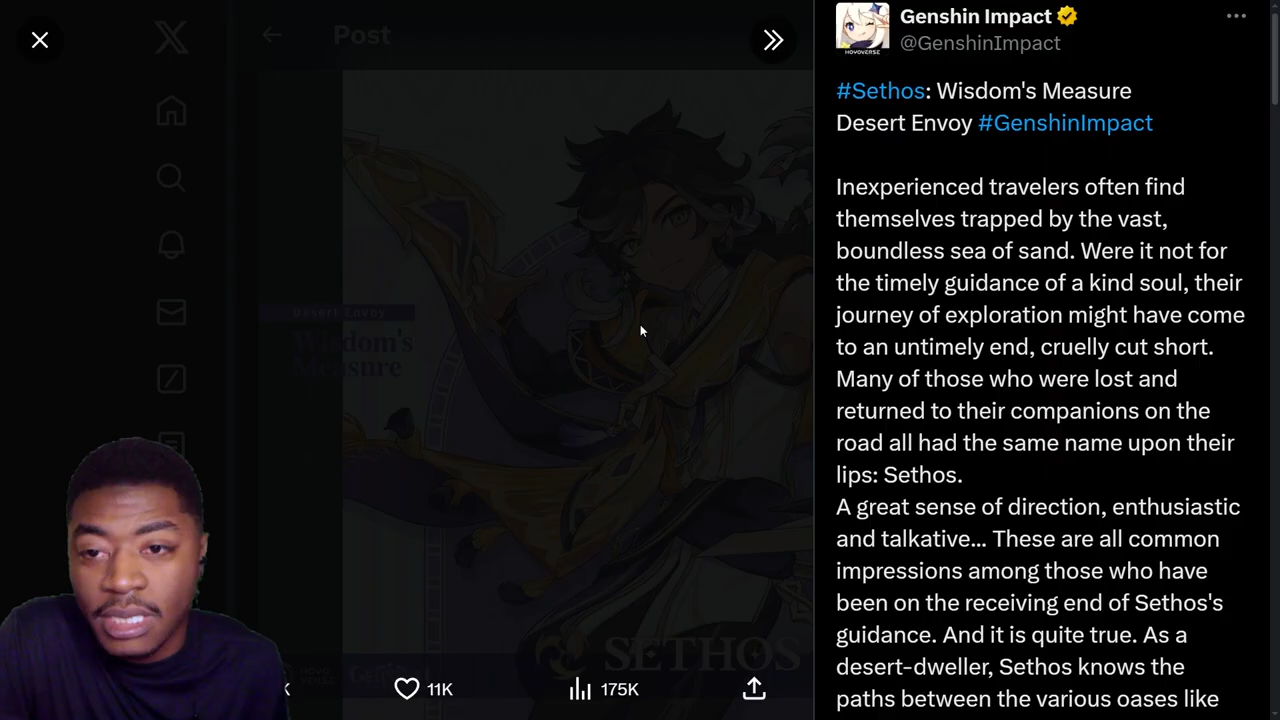 Post
Genshin Impact
@GenshinImpact
#Sethos: Wisdom's Measure
Desert Envoy #GenshinImpact
Inexperienced travelers often find
themselves trapped by the vast,
boundless sea of sand. Were it not for
the timely guidance of a kind soul, their
journey of exploration might have come
to an untimely end, cruelly cut short.
Many of those who were lost and
returned to their companions on the
road all had the same name upon their
lips: Sethos.
A great sense of direction, enthusiastic
and talkative... These are all common
impressions among those who have
been on the receiving end of Sethos's
guidance. And it is quite true. As a
desert-dweller, Sethos knows the
paths between the various oases like
Desert Envoy
Wisdom's
Measure
SETHOS
HOYOVERSE
K
11K
175K